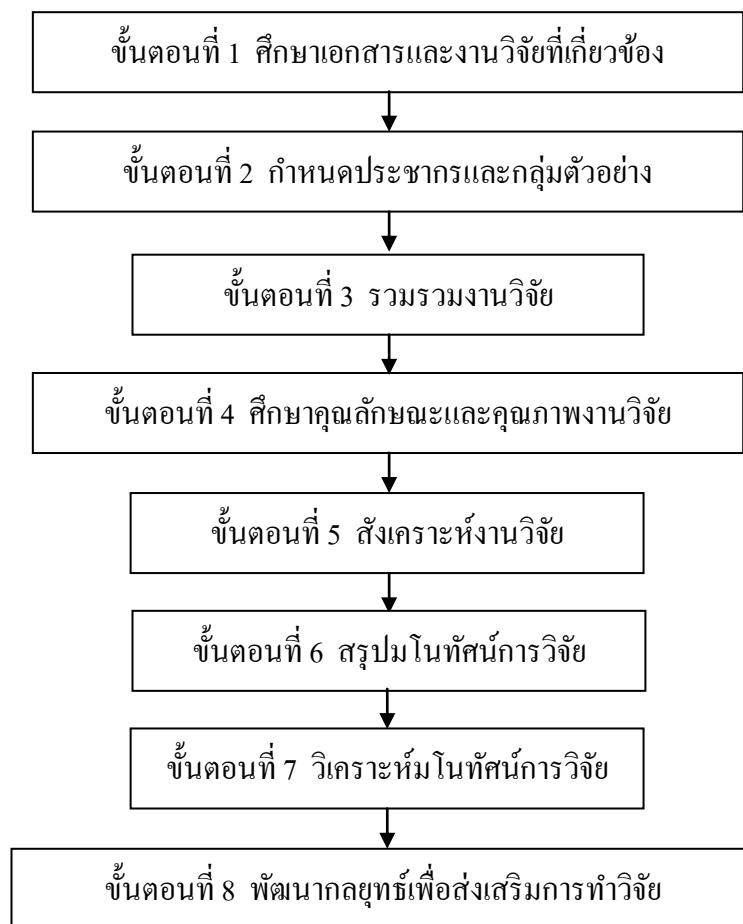 ขั้นตอนที่ 1 ศึกษาเอกสารและงานวิจัยที่เกี่ยวข้อง
ขั้นตอนที่ 2 กำหนดประชากรและกลุ่มตัวอย่าง
ขั้นตอนที่ 3 รวมรวมงานวิจัย
ขั้นตอนที่ 4 ศึกษาคุณลักษณะและคุณภาพงานวิจัย
ขั้นตอนที่ 5 สังเคราะห์งานวิจัย
ขั้นตอนที่ 6 สรุปมโนทัศน์การวิจัย
ขั้นตอนที่ 7 วิเคราะห์มโนทัศน์การวิจัย
ขั้นตอนที่ 8 พัฒนากลยุทธ์เพื่อส่งเสริมการทำวิจัย